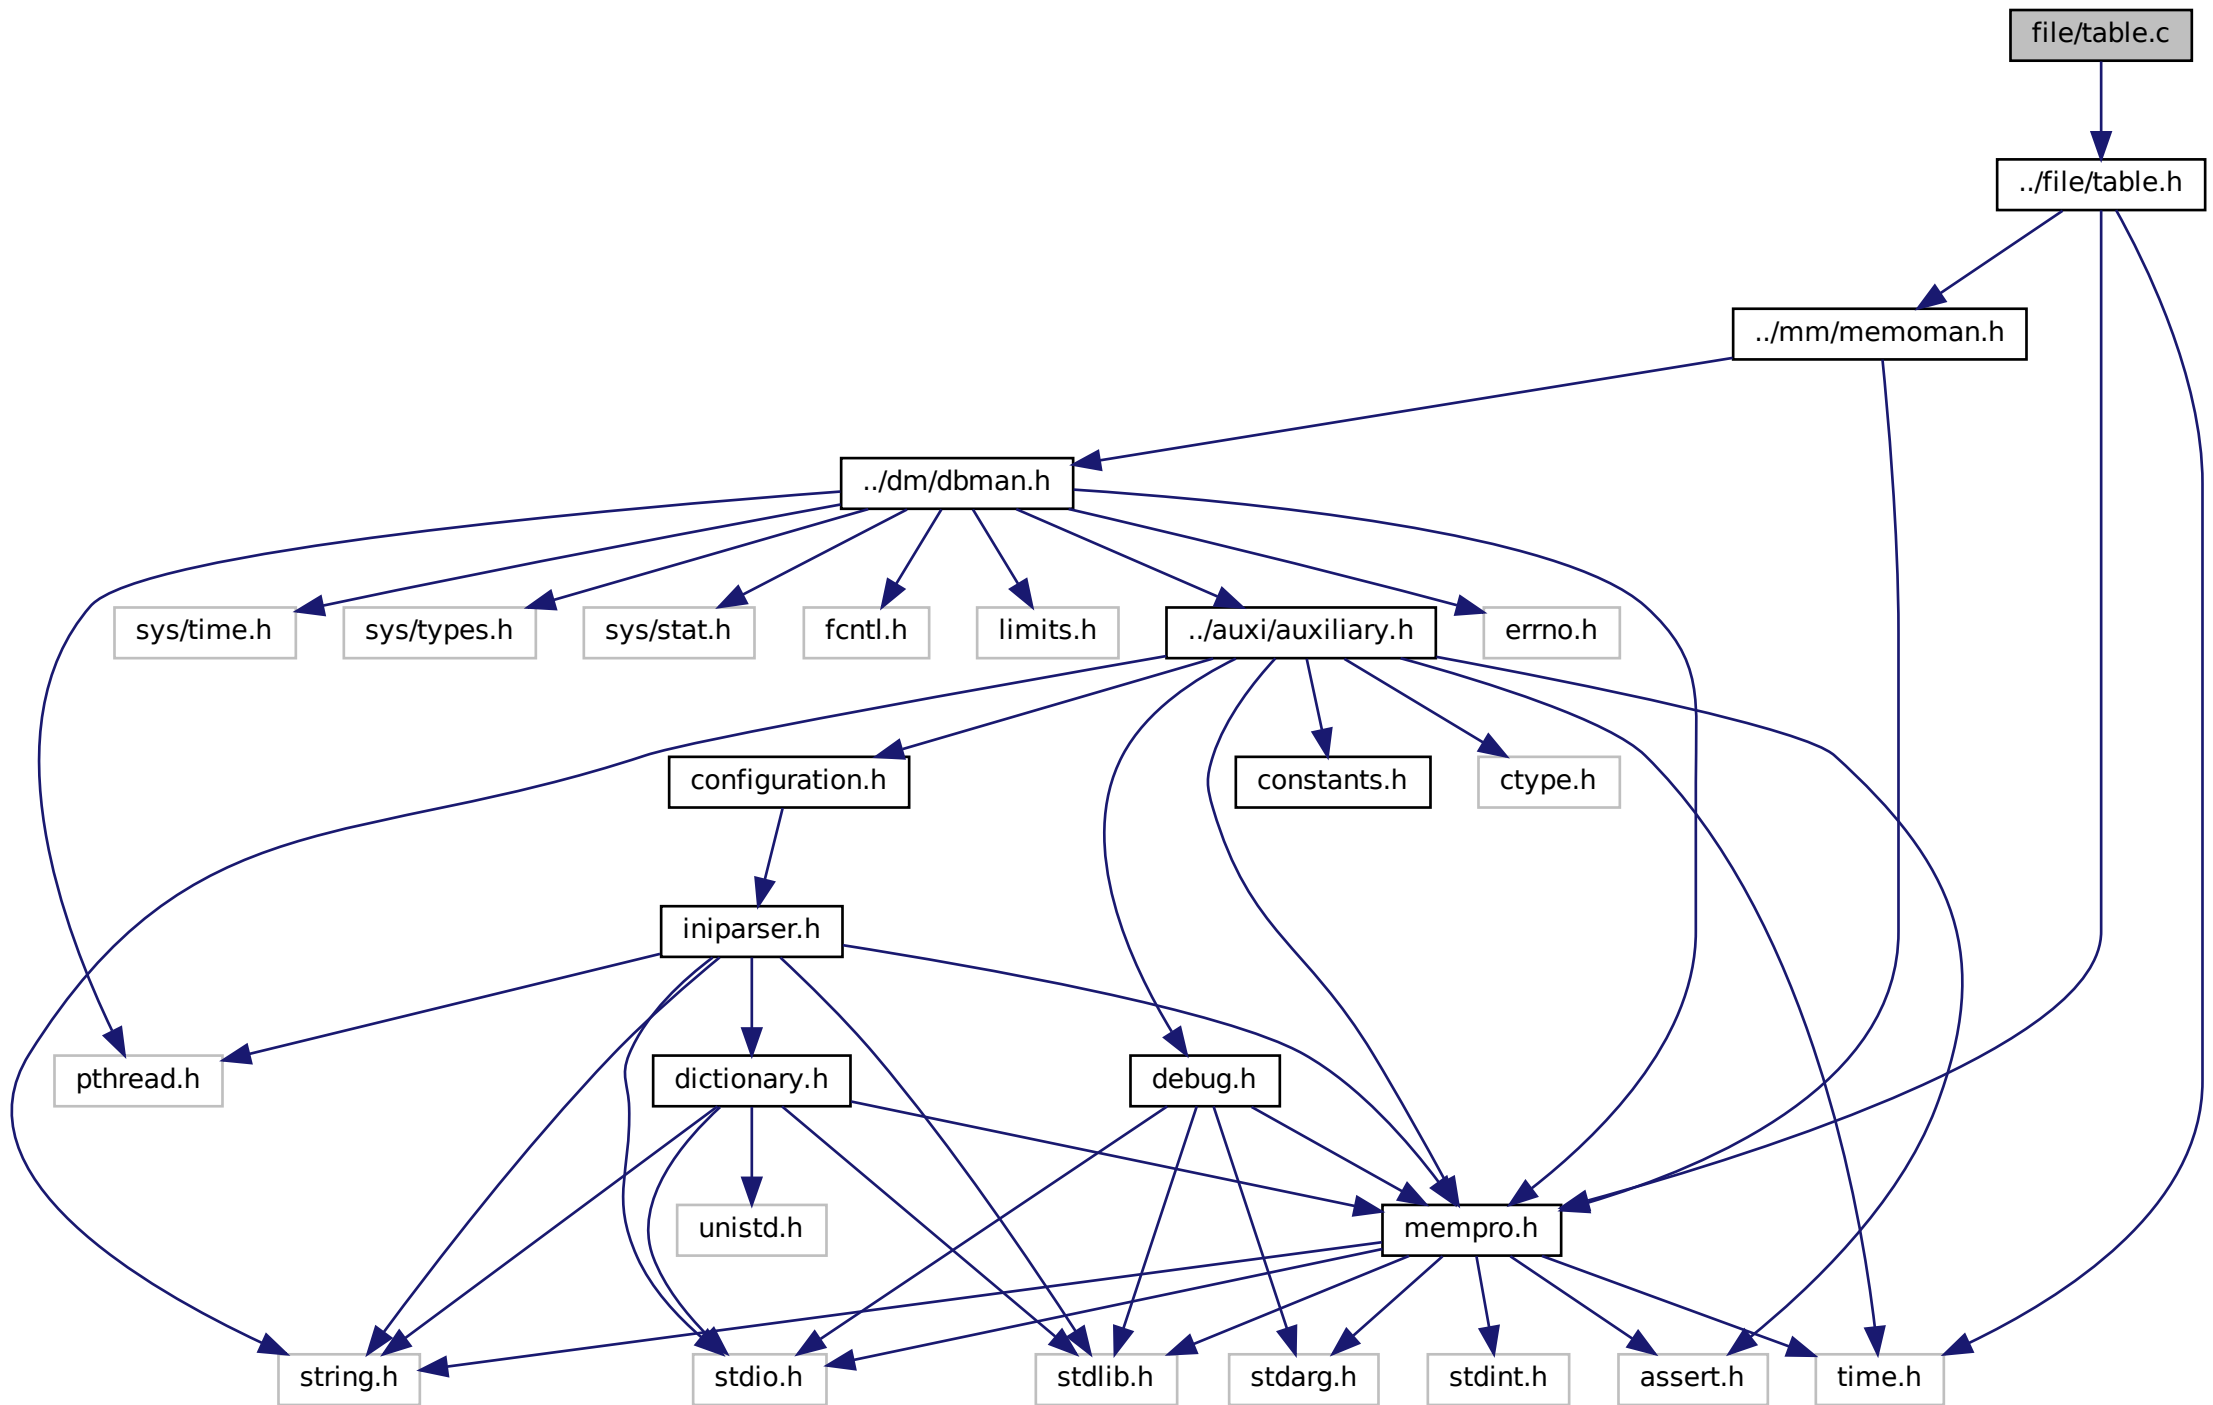 file/table.c
../file/table.h
../mm/memoman.h
../dm/dbman.h
sys/time.h
sys/types.h
sys/stat.h
fcntl.h
limits.h
../auxi/auxiliary.h
errno.h
configuration.h
constants.h
ctype.h
iniparser.h
pthread.h
dictionary.h
debug.h
unistd.h
mempro.h
string.h
stdio.h
stdlib.h
stdarg.h
stdint.h
assert.h
time.h